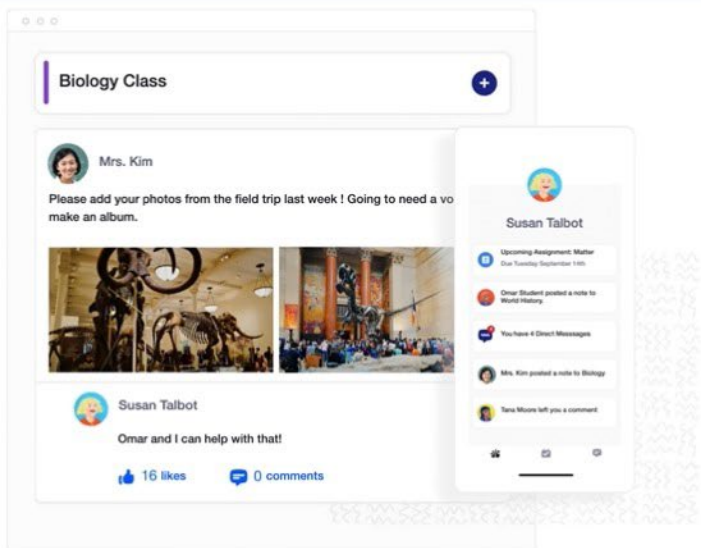 Biology Class
Mrs. Kim
Please add your photos from the field trip last week ! Going to need a vo
make an album.
Susan Talbot
Omar and I can help with that!
16 likes
0 comments
Susan Talbot
Upcoming Assignment: Matter
Due Tuesday September 14th
Omar Student posted a note to
World History.
You have 4 Direct Messsages
Mrs. Kim posted a note to Biology
Tana Moore left you a comment